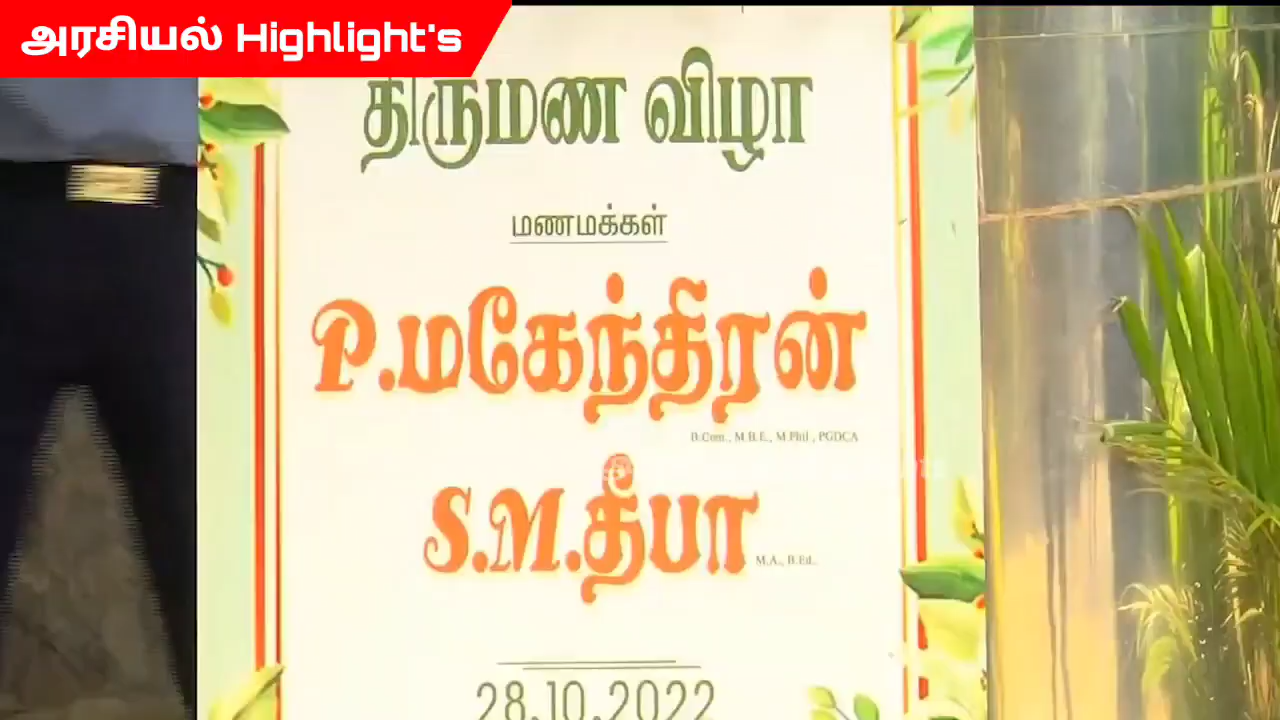 அரசியல் Highlight's
திருமண விழா
மணமக்கள்
P.மகேந்திரன்
B.Com., M.B.E., M.Phil., PGDCA
S.M.தீபா
M.A., B.Ed.,
28.10.2022